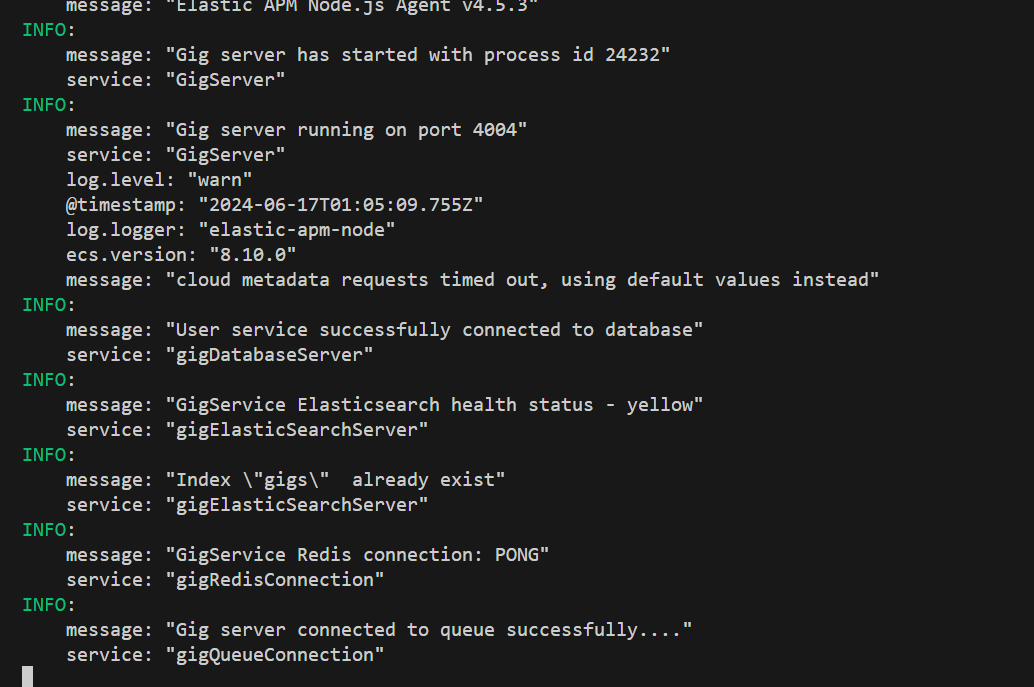 message: "Elastic APM Node.js Agent v4.5.3"
INFO:
message: "Gig server has started with process id 24232"
service: "GigServer"
INFO:
message: "Gig server running on port 4004"
service: "GigServer"
log.level: "warn"
@timestamp: "2024-06-17T01:05:09.755Z"
log.logger: "elastic-apm-node"
ecs.version: "8.10.0"
message: "cloud metadata requests timed out, using default values instead"
INFO:
message: "User service successfully connected to database"
service: "gigDatabaseServer"
INFO:
message: "GigService Elasticsearch health status - yellow"
service: "gigElasticSearchServer"
INFO:
message: "Index \"gigs\"  already exist"
service: "gigElasticSearchServer"
INFO:
message: "GigService Redis connection: PONG"
service: "gigRedisConnection"
INFO:
message: "Gig server connected to queue successfully...."
service: "gigQueueConnection"